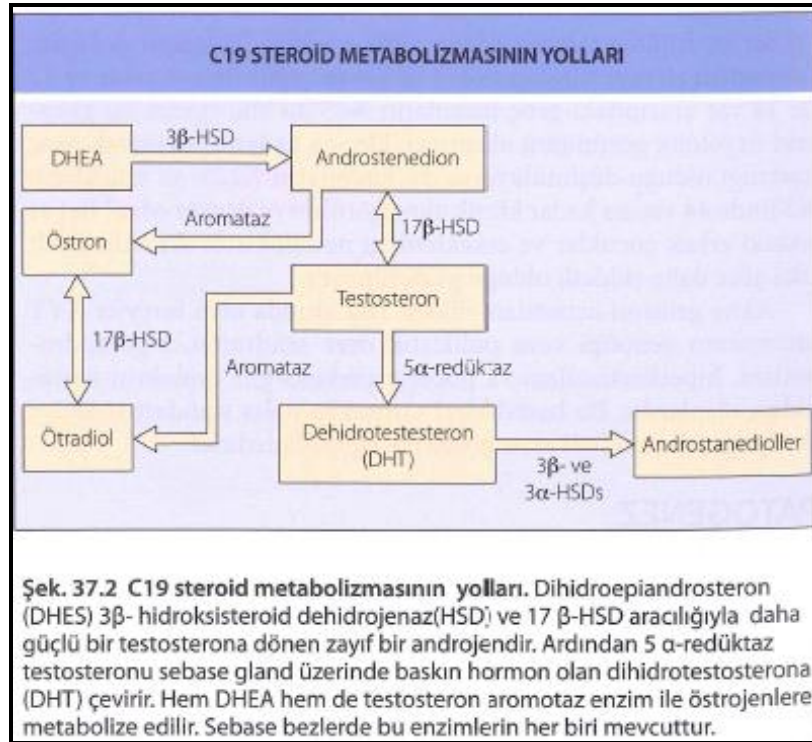 C19 STEROİD METABOLİZMASININ YOLLARI
3β-HSD
DHEA
Androstenedion
Aromataz
17β-HSD
Östron
Testosteron
17β-HSD
Aromataz
5α-redüktaz
Ötradiol
Dehidrotestesteron
(DHT)
Androstanedioller
3β- ve
3α-HSDs
Şek. 37.2 C19 steroid metabolizmasının yolları. Dihidroepiandrosteron
(DHES) 3β- hidroksisteroid dehidrojenaz(HSD) ve 17 β-HSD aracılığıyla daha
güçlü bir testosterona dönen zayıf bir androjendir. Ardından 5 α-redüktaz
testosteronu sebase gland üzerinde baskın hormon olan dihidrotestosterona
(DHT) çevirir. Hem DHEA hem de testosteron aromotaz enzim ile östrojenlere
metabolize edilir. Sebase bezlerde bu enzimlerin her biri mevcuttur.